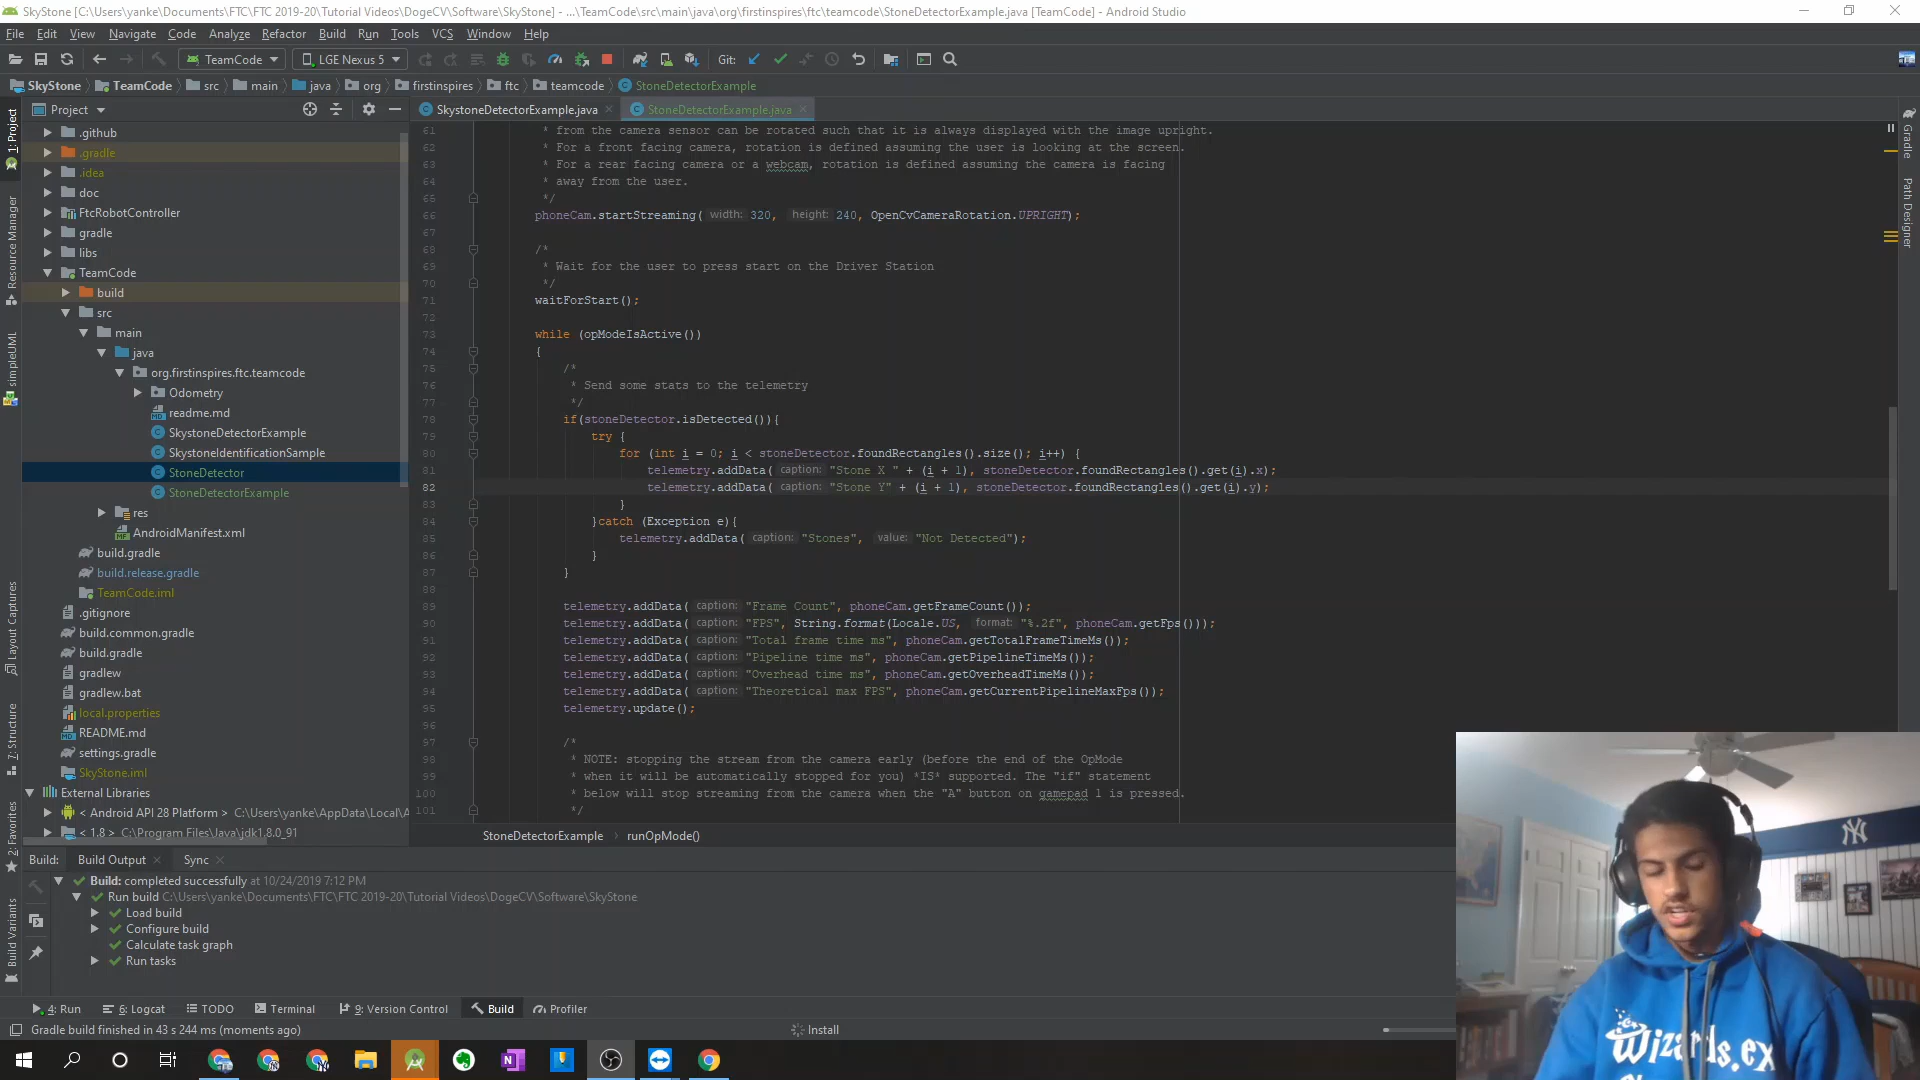 SkyStone [C:\Users\yanke\Documents\FTC\FTC 2019-20\Tutorial Videos\DogeCV\Software\SkyStone] - ...\TeamCode\src\main\java\org\firstinspires\ftc\teamcode\StoneDetectorExample.java [TeamCode] - Android Studio
File Edit View Navigate Code Analyze Refactor Build Run Tools VCS Window Help
TeamCode LGE Nexus 5 Git:
SkyStone TeamCode src main java org firstinspires ftc teamcode StoneDetectorExample
Project SkystoneDetectorExample.java StoneDetectorExample.java
1: Project
Resource Manager
simpleUML
Layout Captures
7: Structure
2: Favorites
Build Variants
Gradle
Path Designer
.github
.gradle
.idea
doc
FtcRobotController
gradle
libs
TeamCode
build
src
main
java
org.firstinspires.ftc.teamcode
Odometry
readme.md
SkystoneDetectorExample
SkystoneIdentificationSample
StoneDetector
StoneDetectorExample
res
AndroidManifest.xml
build.gradle
build.release.gradle
TeamCode.iml
.gitignore
build.common.gradle
build.gradle
gradlew
gradlew.bat
local.properties
README.md
settings.gradle
SkyStone.iml
External Libraries
< Android API 28 Platform > C:\Users\yanke\AppData\Local\A
< 1.8 > C:\Program Files\Java\jdk1.8.0_91
61 * from the camera sensor can be rotated such that it is always displayed with the image upright.
62 * For a front facing camera, rotation is defined assuming the user is looking at the screen.
63 * For a rear facing camera or a webcam, rotation is defined assuming the camera is facing
64 * away from the user.
65 */
66 phoneCam.startStreaming( width: 320, height: 240, OpenCvCameraRotation.UPRIGHT);
67
68 /*
69 * Wait for the user to press start on the Driver Station
70 */
71 waitForStart();
72
73 while (opModeIsActive())
74 {
75 /*
76 * Send some stats to the telemetry
77 */
78 if(stoneDetector.isDetected()){
79 try {
80 for (int i = 0; i < stoneDetector.foundRectangles().size(); i++) {
81 telemetry.addData( caption: "Stone X " + (i + 1), stoneDetector.foundRectangles().get(i).x);
82 telemetry.addData( caption: "Stone Y" + (i + 1), stoneDetector.foundRectangles().get(i).y);
83 }
84 }catch (Exception e){
85 telemetry.addData( caption: "Stones", value: "Not Detected");
86 }
87 }
88
89 telemetry.addData( caption: "Frame Count", phoneCam.getFrameCount());
90 telemetry.addData( caption: "FPS", String.format(Locale.US, format: "%.2f", phoneCam.getFps()));
91 telemetry.addData( caption: "Total frame time ms", phoneCam.getTotalFrameTimeMs());
92 telemetry.addData( caption: "Pipeline time ms", phoneCam.getPipelineTimeMs());
93 telemetry.addData( caption: "Overhead time ms", phoneCam.getOverheadTimeMs());
94 telemetry.addData( caption: "Theoretical max FPS", phoneCam.getCurrentPipelineMaxFps());
95 telemetry.update();
96
97 /*
98 * NOTE: stopping the stream from the camera early (before the end of the OpMode
99 * when it will be automatically stopped for you) *IS* supported. The "if" statement
100 * below will stop streaming from the camera when the "A" button on gamepad 1 is pressed.
101 */
StoneDetectorExample runOpMode()
Build: Build Output Sync
Build: completed successfully at 10/24/2019 7:12 PM
Run build C:\Users\yanke\Documents\FTC\FTC 2019-20\Tutorial Videos\DogeCV\Software\SkyStone
Load build
Configure build
Calculate task graph
Run tasks
4: Run 6: Logcat TODO Terminal 9: Version Control Build Profiler
Gradle build finished in 43 s 244 ms (moments ago) Install
NY
Wizards.ex